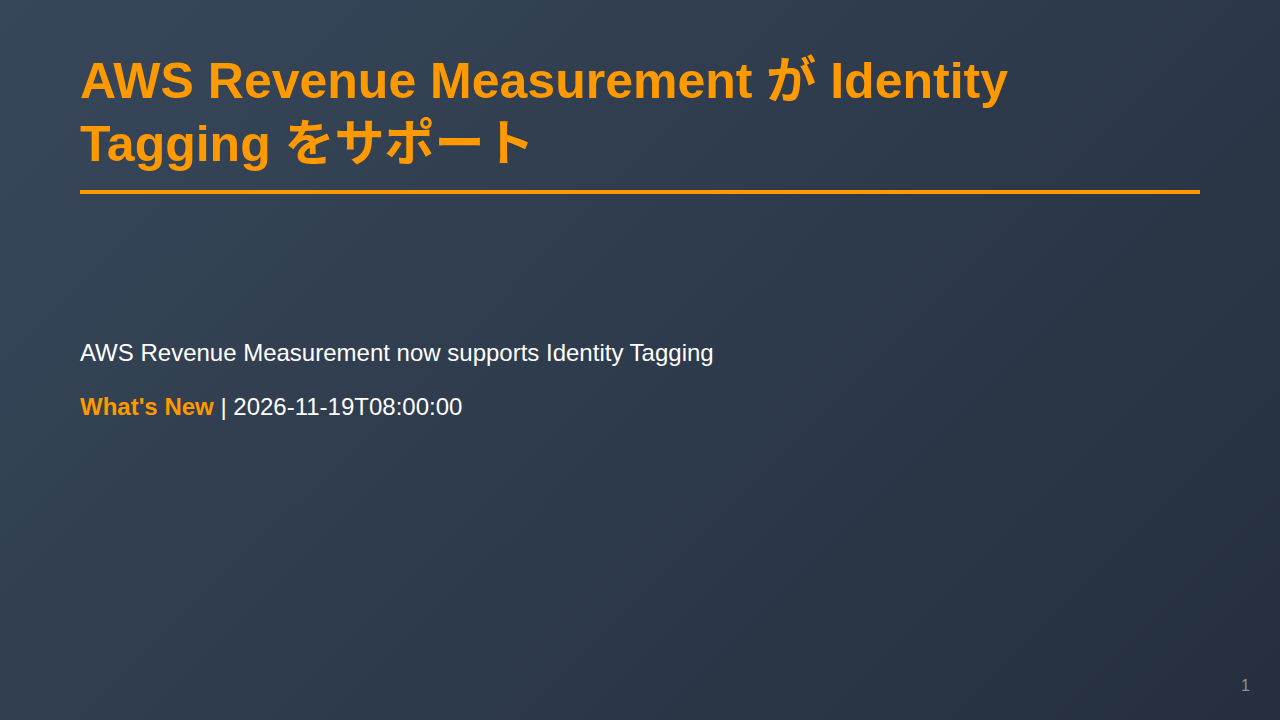 AWS Revenue Measurement が Identity
Tagging をサポート
AWS Revenue Measurement now supports Identity Tagging
What's New | 2026-11-19T08:00:00
1